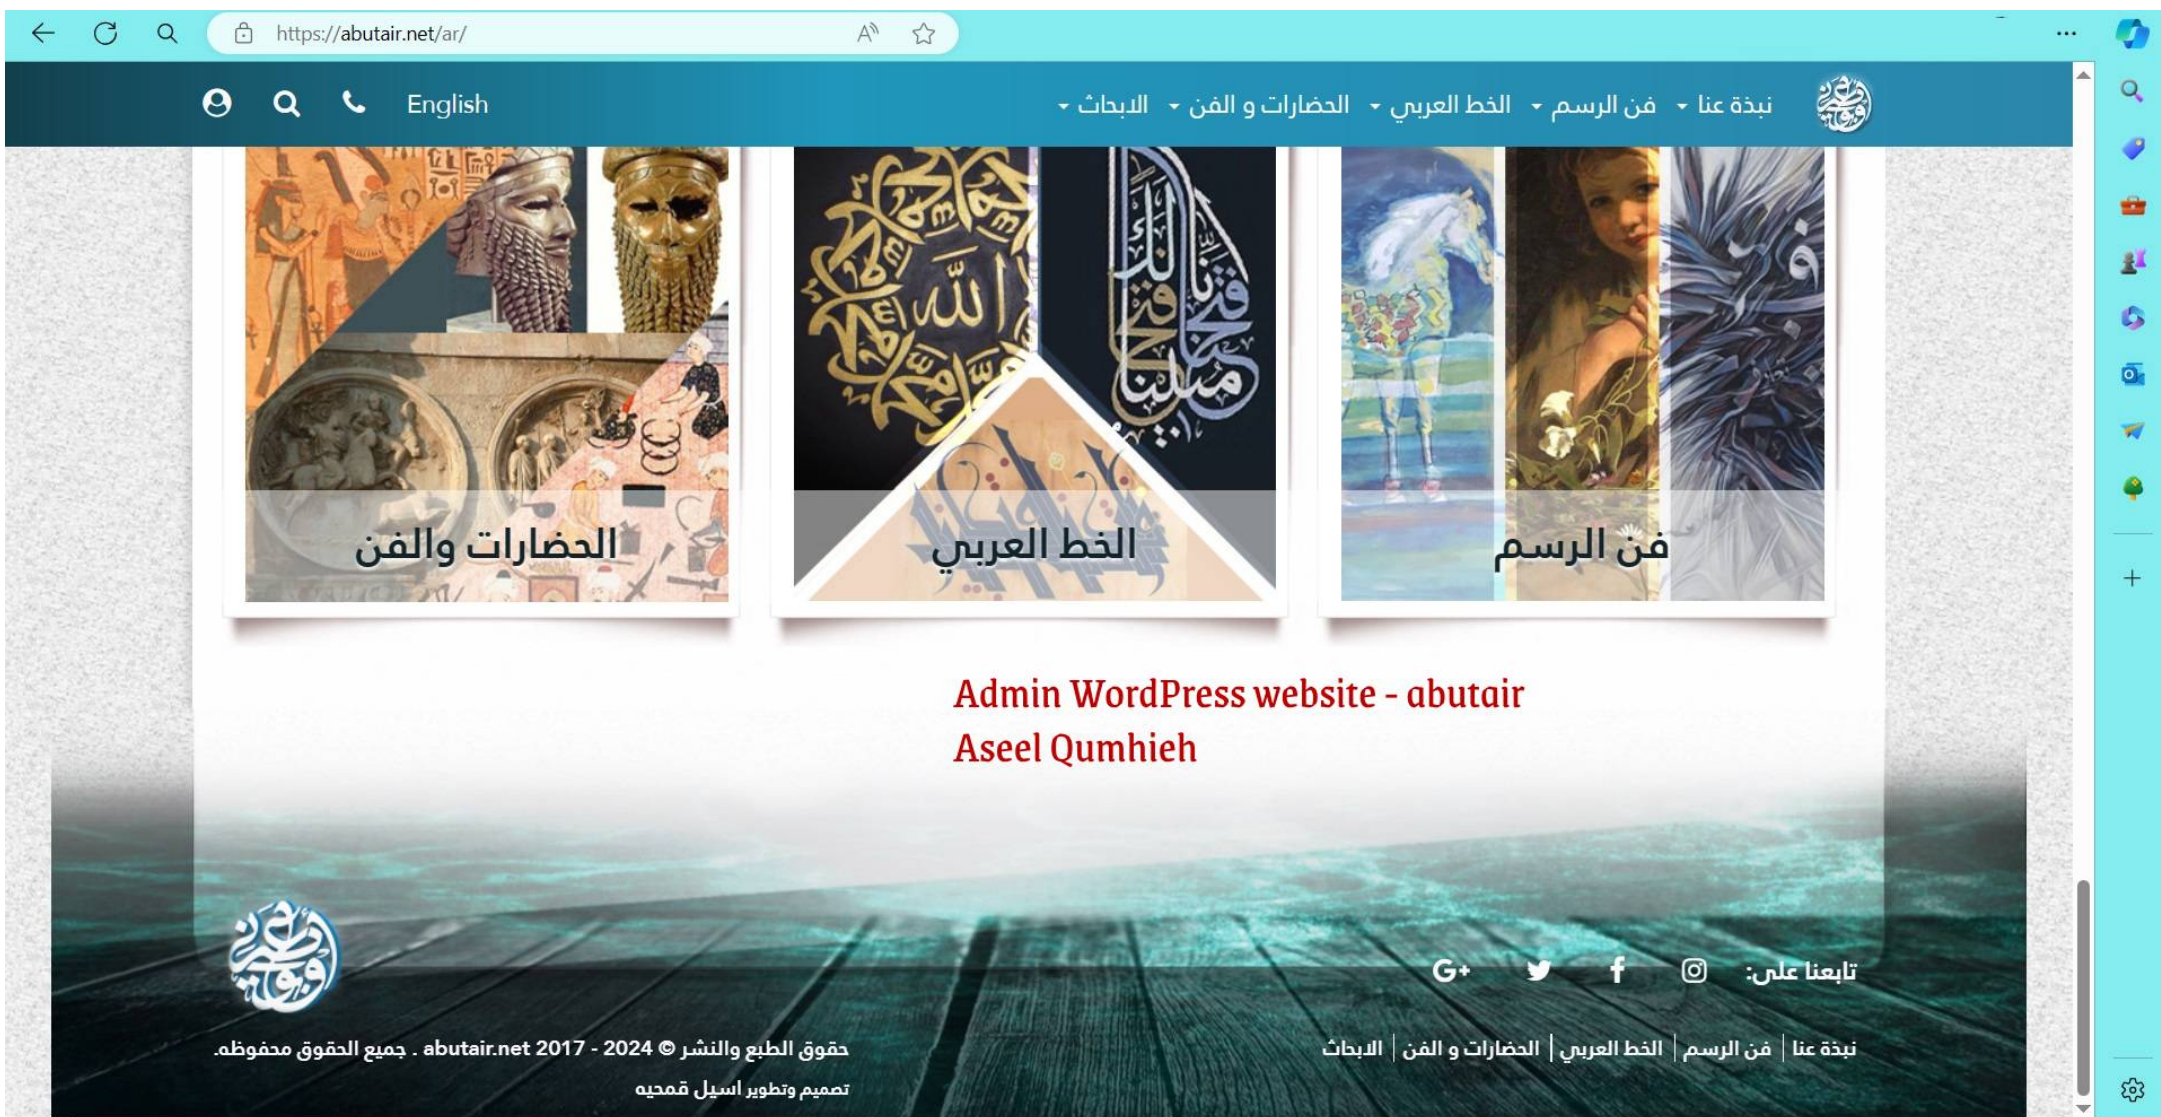 https://abutair.net/ar/
نبذة عنا فن الرسم الخط العربي الحضارات و الفن الابحاث English
فن الرسم
الخط العربي
الحضارات والفن
Admin WordPress website - abutair
Aseel Qumhieh
تابعنا على: G+
نبذة عنا | فن الرسم | الخط العربي | الحضارات و الفن | الابحاث
حقوق الطبع والنشر © 2024 - 2017 abutair.net . جميع الحقوق محفوظه.
تصميم وتطوير اسيل قمحيه